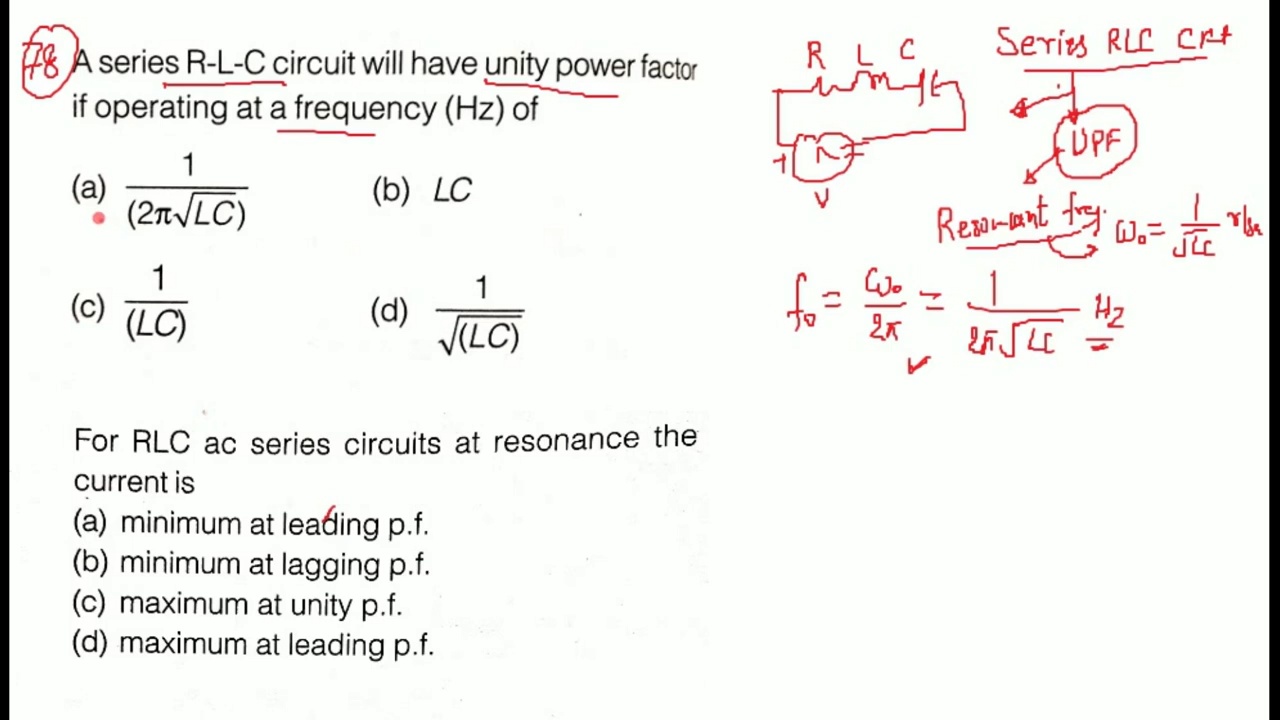 78 A series R-L-C circuit will have unity power factor
if operating at a frequency (Hz) of
(a) 1/(2π√LC) (b) LC
(c) 1/(LC) (d) 1/√(LC)
For RLC ac series circuits at resonance the
current is
(a) minimum at leading p.f.
(b) minimum at lagging p.f.
(c) maximum at unity p.f.
(d) maximum at leading p.f.
Series RLC
R L C
UPF
V
Resonant freq. ω₀ = 1/√LC
f₀ = ω₀/2π = 1/2π√LC Hz